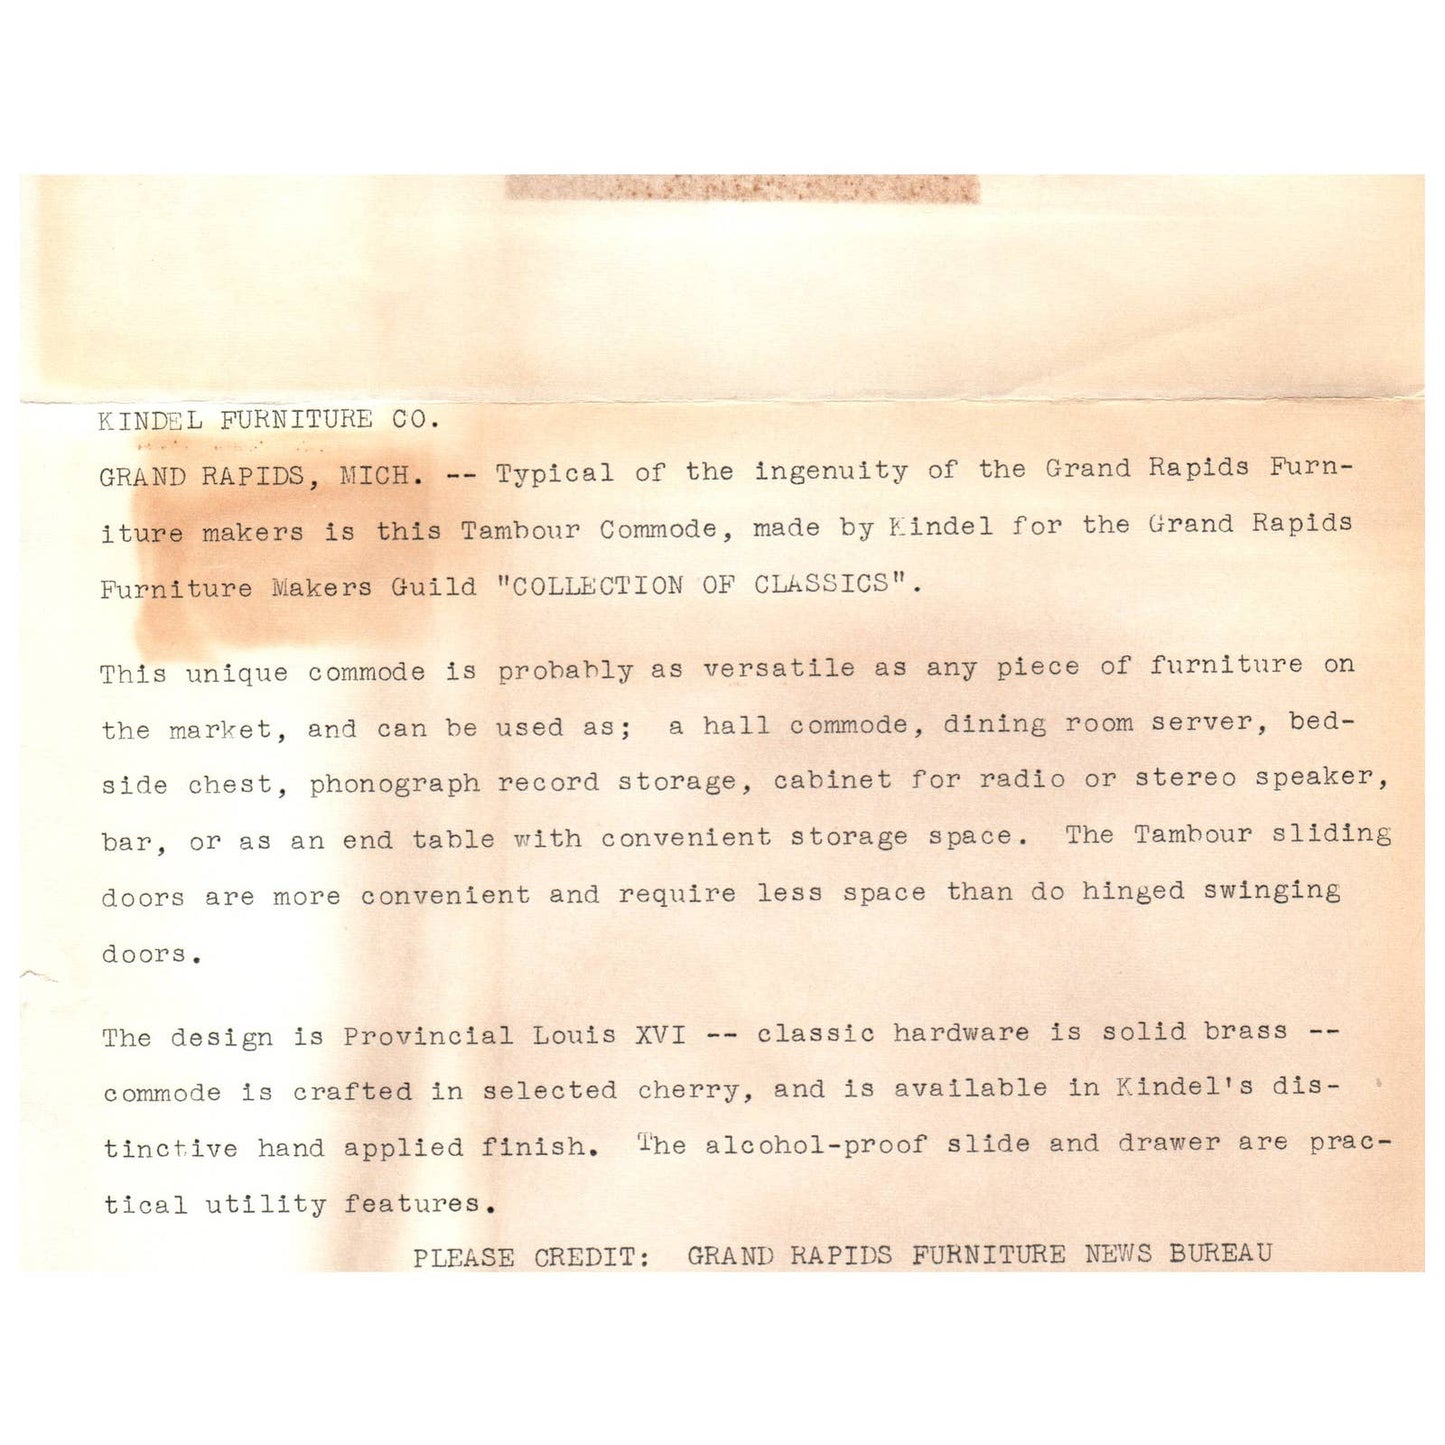 KINDEL FURNITURE CO.
GRAND RAPIDS, MICH. -- Typical of the ingenuity of the Grand Rapids Furn-
iture makers is this Tambour Commode, made by Kindel for the Grand Rapids
Furniture Makers Guild "COLLECTION OF CLASSICS".
This unique commode is probably as versatile as any piece of furniture on
the market, and can be used as;  a hall commode, dining room server, bed-
side chest, phonograph record storage, cabinet for radio or stereo speaker,
bar, or as an end table with convenient storage space.  The Tambour sliding
doors are more convenient and require less space than do hinged swinging
doors.
The design is Provincial Louis XVI -- classic hardware is solid brass --
commode is crafted in selected cherry, and is available in Kindel's dis-
tinctive hand applied finish.  The alcohol-proof slide and drawer are prac-
tical utility features.
PLEASE CREDIT:  GRAND RAPIDS FURNITURE NEWS BUREAU